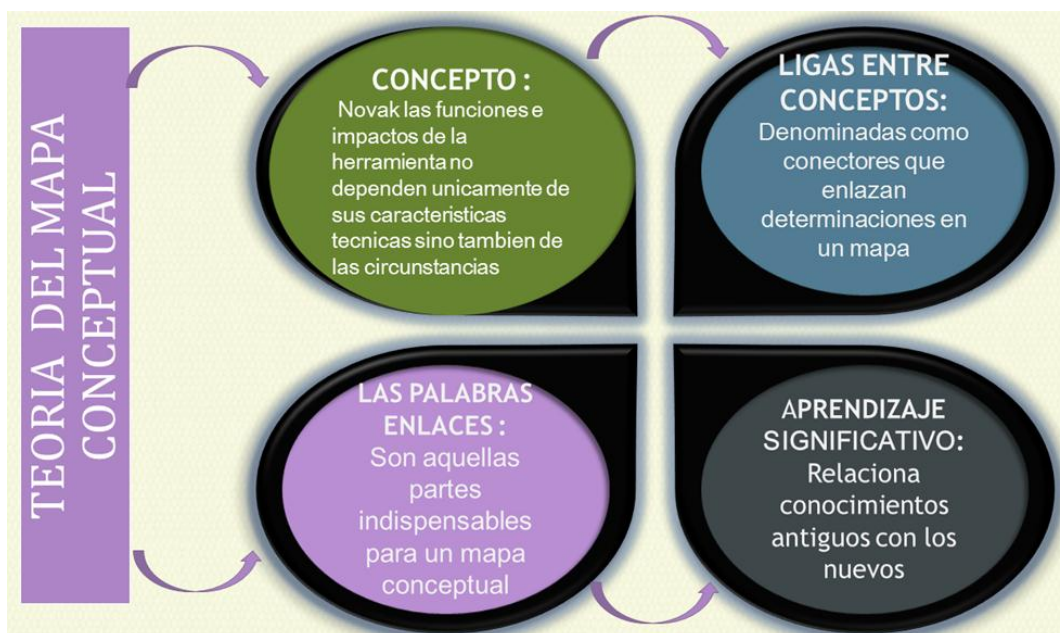 TEORIA DEL MAPA
CONCEPTUAL
CONCEPTO :
Novak las funciones e
impactos de la
herramienta no
dependen unicamente de
sus caracteristicas
tecnicas sino tambien de
las circunstancias
LIGAS ENTRE
CONCEPTOS:
Denominadas como
conectores que
enlazan
determinaciones en
un mapa
LAS PALABRAS
ENLACES :
Son aquellas
partes
indispensables
para un mapa
conceptual
APRENDIZAJE
SIGNIFICATIVO:
Relaciona
conocimientos
antiguos con los
nuevos